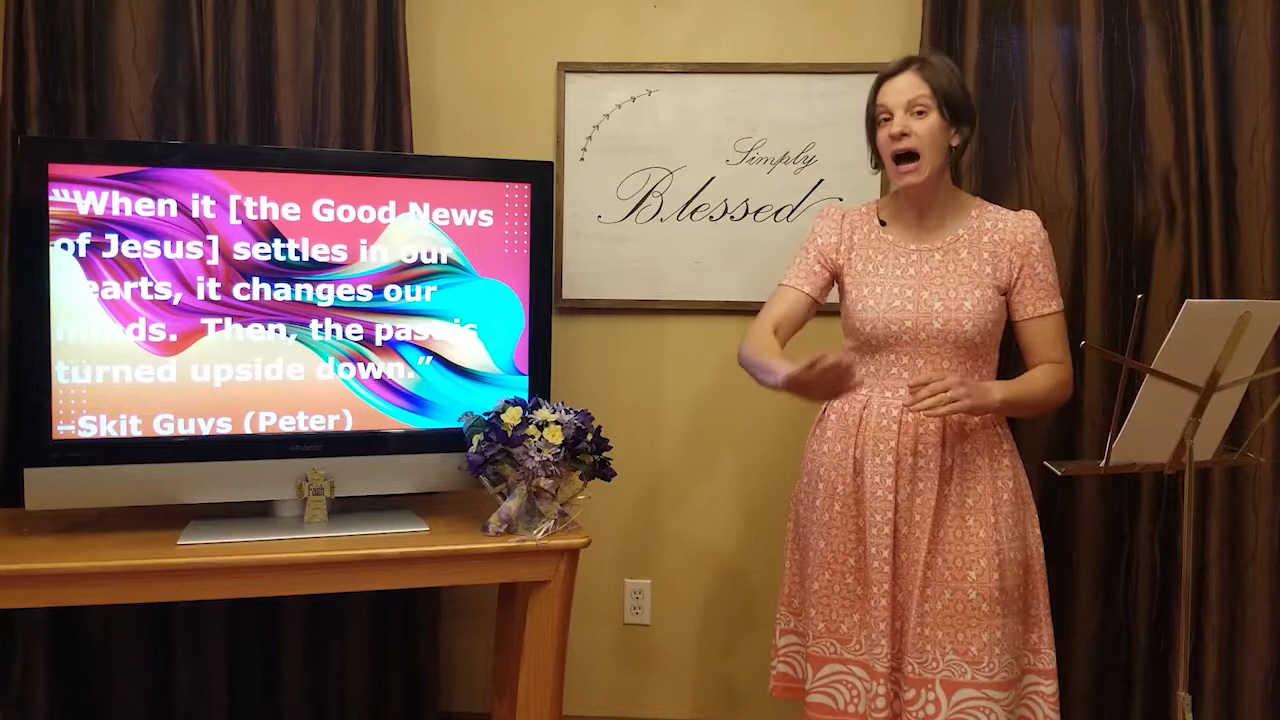 “When it [the Good News
of Jesus] settles in our
hearts, it changes our
minds. Then, the past is
turned upside down.”
–Skit Guys (Peter)
Simply
Blessed
Faith